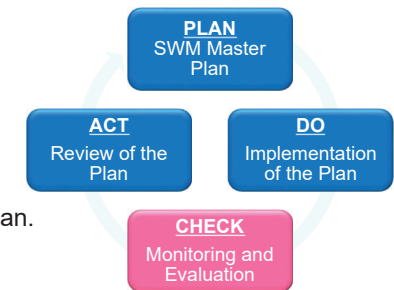 PLAN
SWM Master
Plan
ACT
Review of the
Plan
DO
Implementation
of the Plan
an.
CHECK
Monitoring and
Evaluation